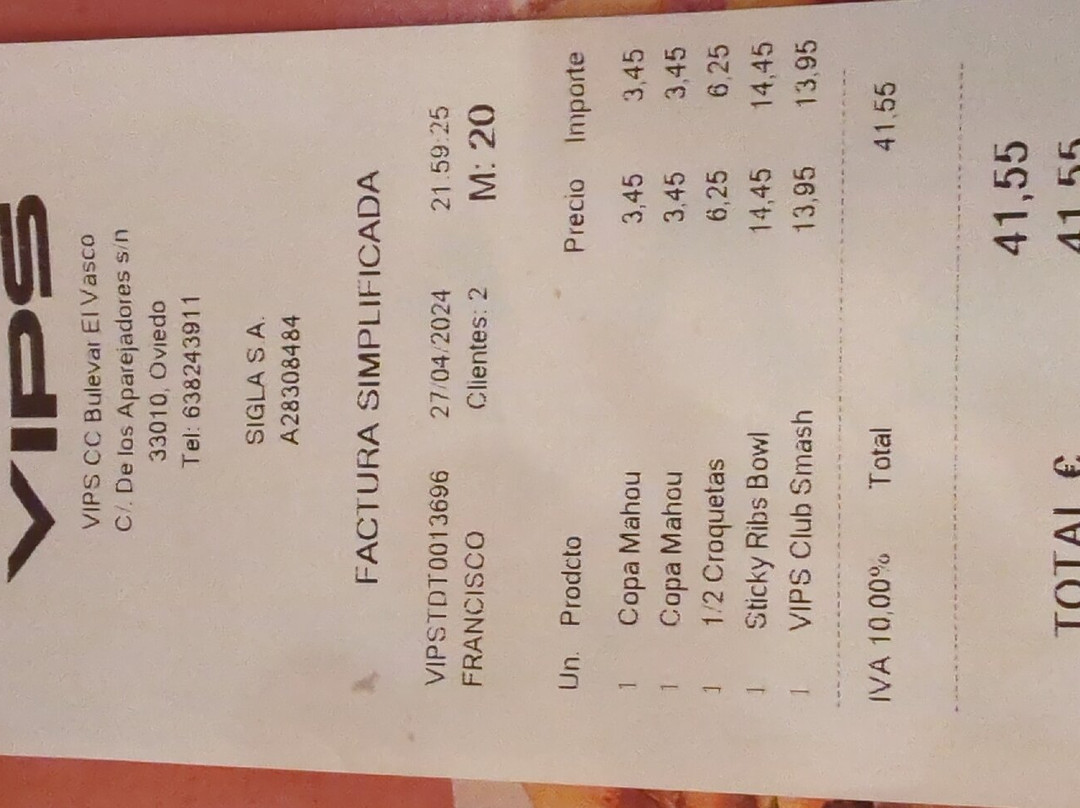 VIPS
VIPS CC Bulevar El Vasco
C/. De los Aparejadores s/n
33010, Oviedo
Tel: 638243911
SIGLA S.A.
A28308484
FACTURA SIMPLIFICADA
VIPSTDT0013696 27/04/2024 21:59:25
FRANCISCO Clientes: 2 M: 20
Un. Prodcto Precio Importe
1 Copa Mahou 3,45 3,45
1 Copa Mahou 3,45 3,45
1 1/2 Croquetas 6,25 6,25
1 Sticky Ribs Bowl 14,45 14,45
1 VIPS Club Smash 13,95 13,95
IVA 10,00% Total 41,55
41,55
TOTAL € 41,55